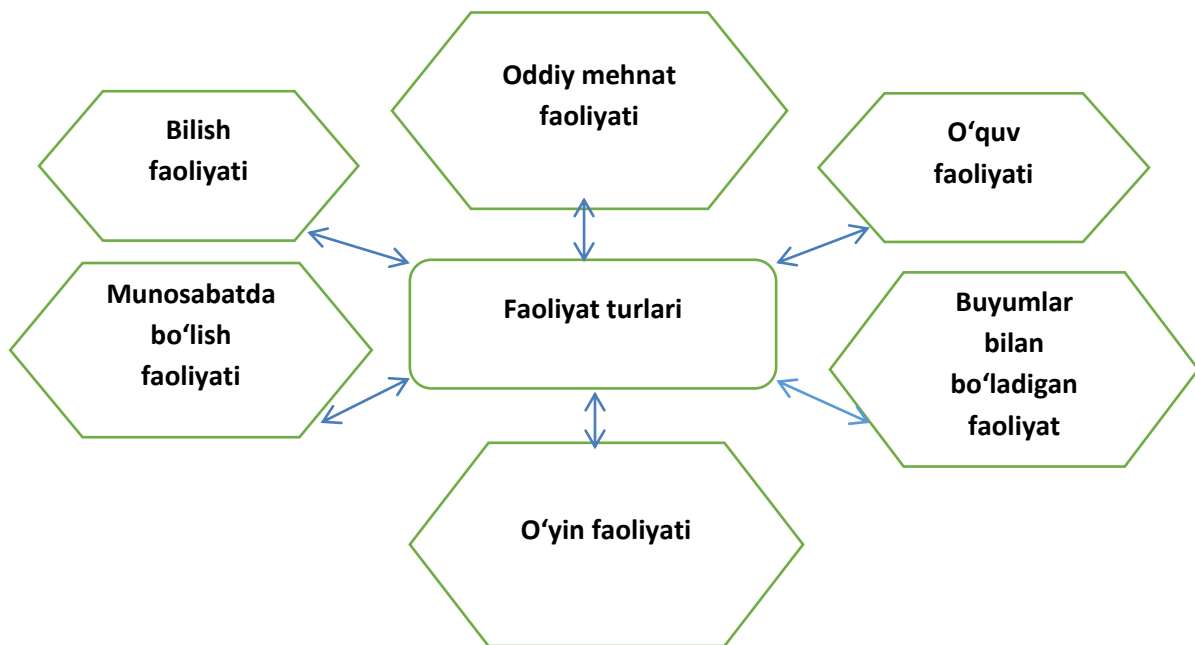 Oddiy mehnat
faoliyati
Bilish
faoliyati
O‘quv
faoliyati
Munosabatda
bo‘lish
faoliyati
Faoliyat turlari
Buyumlar
bilan
bo‘ladigan
faoliyat
O‘yin faoliyati